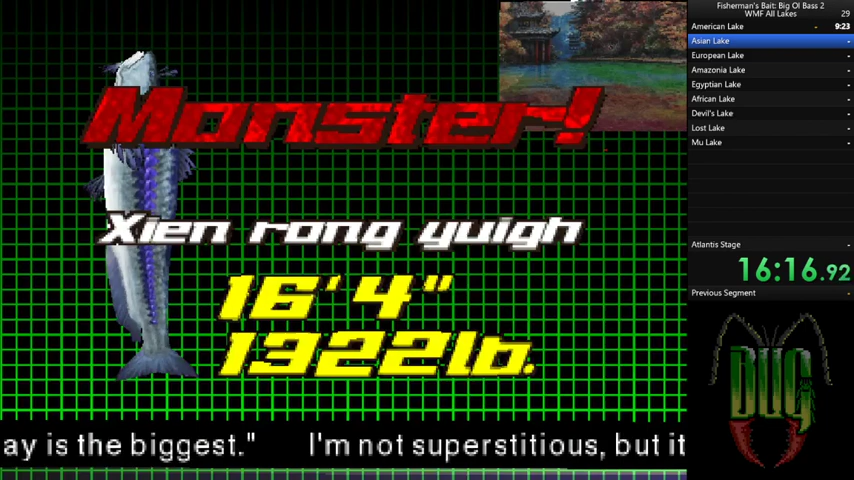 Monster!
Xien rong yuigh
16'4"
1322lb.
ay is the biggest." I'm not superstitious, but it
Fisherman's Bait: Big Ol Bass 2
WMF All Lakes 29
American Lake - 9:23
Asian Lake -
European Lake -
Amazonia Lake -
Egyptian Lake -
African Lake -
Devil's Lake -
Lost Lake -
Mu Lake -
Atlantis Stage -
16:16.92
Previous Segment -
BUG